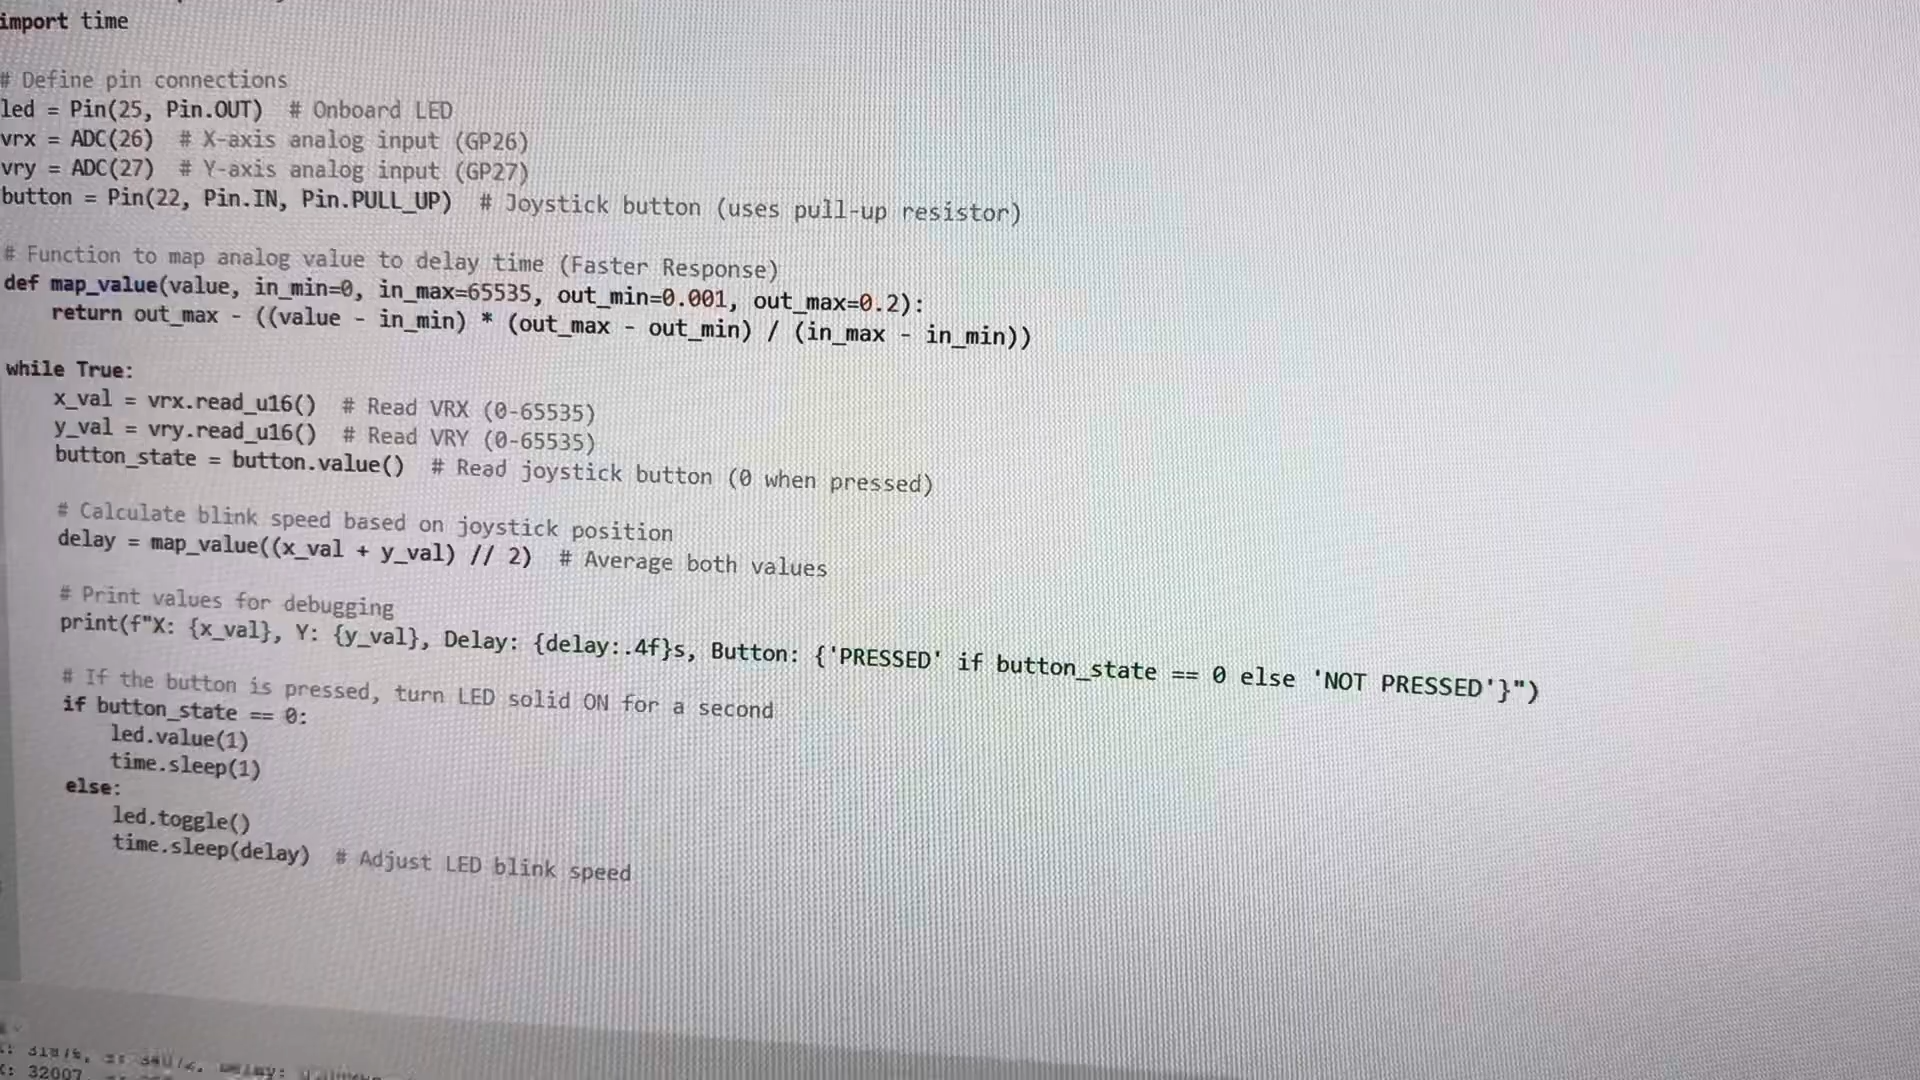 import time
# Define pin connections
led = Pin(25, Pin.OUT)  # Onboard LED
vrx = ADC(26)  # X-axis analog input (GP26)
vry = ADC(27)  # Y-axis analog input (GP27)
button = Pin(22, Pin.IN, Pin.PULL_UP)  # Joystick button (uses pull-up resistor)
# Function to map analog value to delay time (Faster Response)
def map_value(value, in_min=0, in_max=65535, out_min=0.001, out_max=0.2):
    return out_max - ((value - in_min) * (out_max - out_min) / (in_max - in_min))
while True:
    x_val = vrx.read_u16()  # Read VRX (0-65535)
    y_val = vry.read_u16()  # Read VRY (0-65535)
    button_state = button.value()  # Read joystick button (0 when pressed)
    # Calculate blink speed based on joystick position
    delay = map_value((x_val + y_val) // 2)  # Average both values
    # Print values for debugging
    print(f"X: {x_val}, Y: {y_val}, Delay: {delay:.4f}s, Button: {'PRESSED' if button_state == 0 else 'NOT PRESSED'}")
    # If the button is pressed, turn LED solid ON for a second
    if button_state == 0:
        led.value(1)
        time.sleep(1)
    else:
        led.toggle()
        time.sleep(delay)  # Adjust LED blink speed
32007